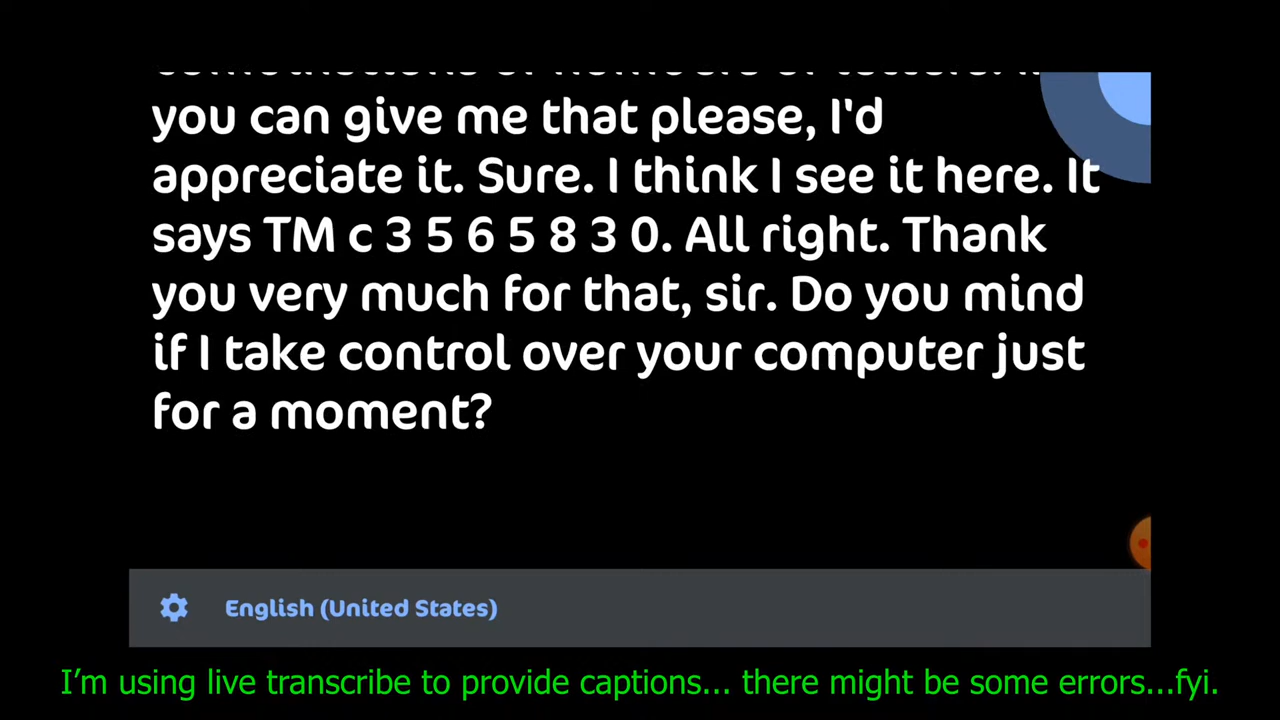 you can give me that please, I'd
appreciate it. Sure. I think I see it here. It
says TM c 3 5 6 5 8 3 0. All right. Thank
you very much for that, sir. Do you mind
if I take control over your computer just
for a moment?
English (United States)
I'm using live transcribe to provide captions... there might be some errors...fyi.